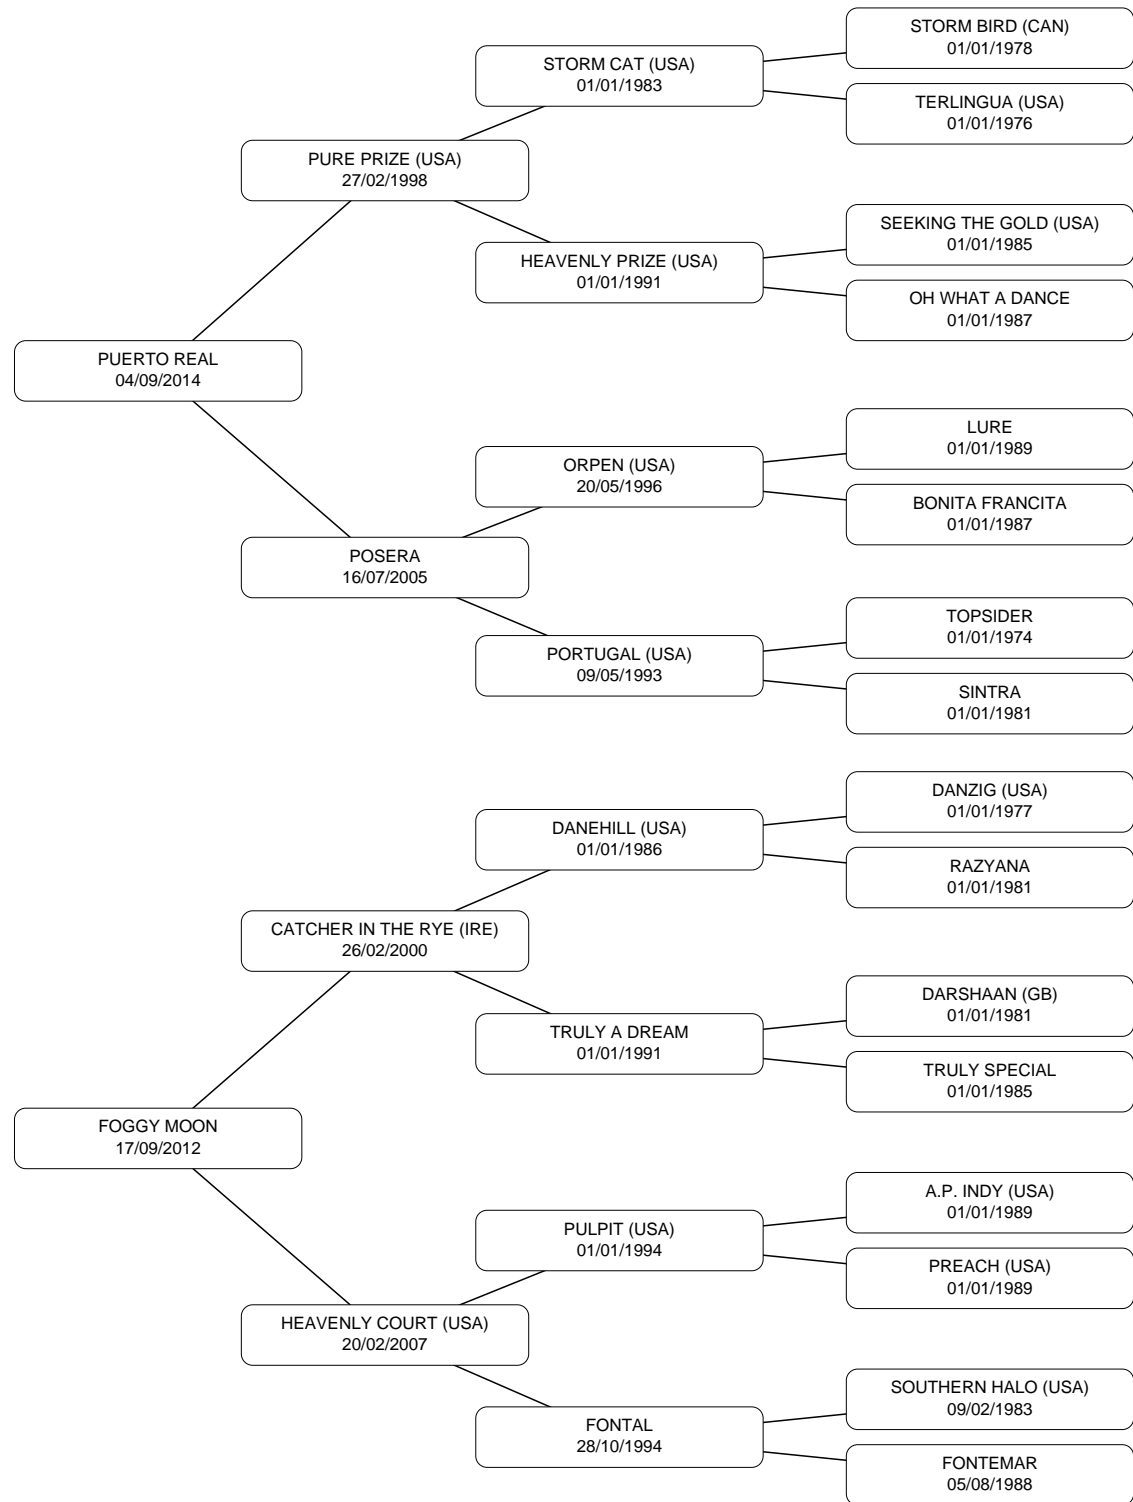 STORM BIRD (CAN)
01/01/1978
STORM CAT (USA)
01/01/1983
TERLINGUA (USA)
01/01/1976
PURE PRIZE (USA)
27/02/1998
SEEKING THE GOLD (USA)
01/01/1985
HEAVENLY PRIZE (USA)
01/01/1991
OH WHAT A DANCE
01/01/1987
PUERTO REAL
04/09/2014
LURE
01/01/1989
ORPEN (USA)
20/05/1996
BONITA FRANCITA
01/01/1987
POSERA
16/07/2005
TOPSIDER
01/01/1974
PORTUGAL (USA)
09/05/1993
SINTRA
01/01/1981
DANZIG (USA)
01/01/1977
DANEHILL (USA)
01/01/1986
RAZYANA
01/01/1981
CATCHER IN THE RYE (IRE)
26/02/2000
DARSHAAN (GB)
01/01/1981
TRULY A DREAM
01/01/1991
TRULY SPECIAL
01/01/1985
FOGGY MOON
17/09/2012
A.P. INDY (USA)
01/01/1989
PULPIT (USA)
01/01/1994
PREACH (USA)
01/01/1989
HEAVENLY COURT (USA)
20/02/2007
SOUTHERN HALO (USA)
09/02/1983
FONTAL
28/10/1994
FONTEMAR
05/08/1988